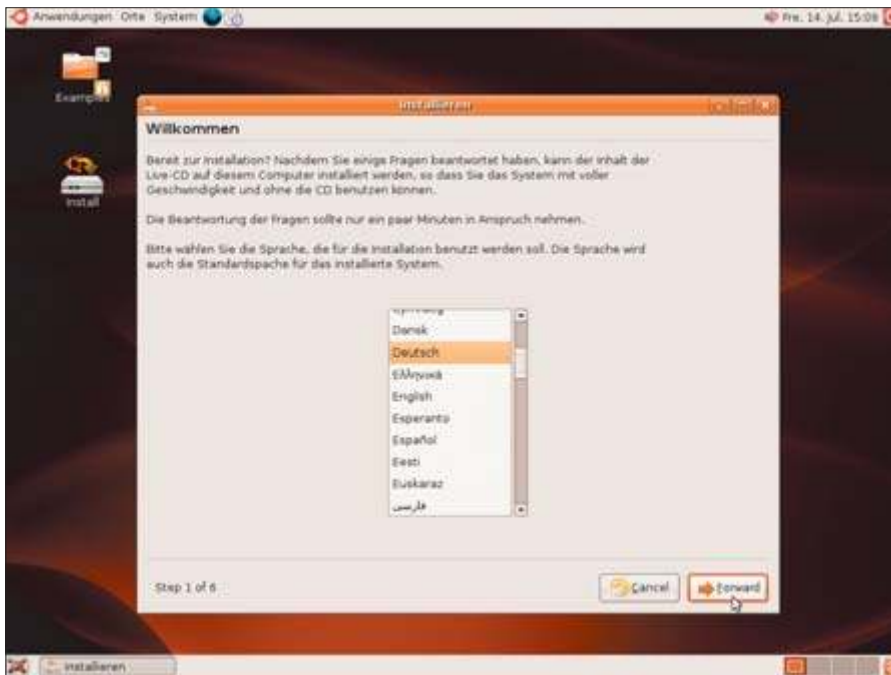 Anwendungen Orte System
Fre. 14. Jul. 15:08
Examples
Install
Installieren
Willkommen
Bereit zur Installation? Nachdem Sie einige Fragen beantwortet haben, kann der Inhalt der
Live-CD auf diesem Computer installiert werden, so dass Sie das System mit voller
Geschwindigkeit und ohne die CD benutzen können.
Die Beantwortung der Fragen sollte nur ein paar Minuten in Anspruch nehmen.
Bitte wählen Sie die Sprache, die für die Installation benutzt werden soll. Die Sprache wird
auch die Standardspache für das installierte System.
Dansk
Deutsch
Ελληνικά
English
Esperanto
Español
Eesti
Euskaraz
فارسی
Step 1 of 6
Cancel
Forward
Installieren